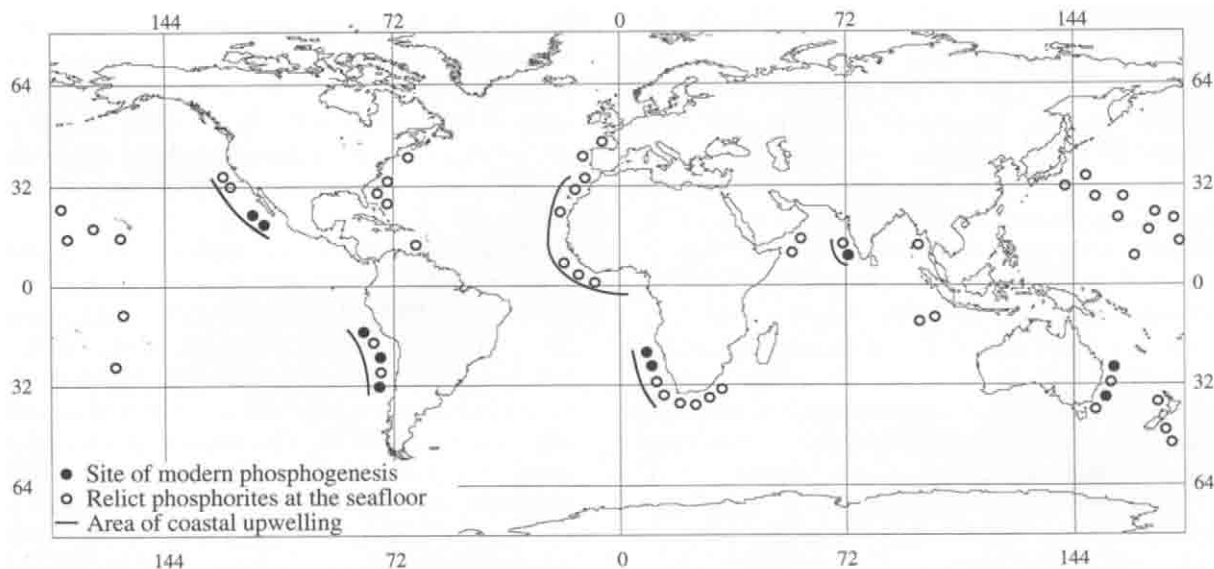 144 72 0 72 144
64 64
32 32
0 0
32 32
● Site of modern phosphogenesis
○ Relict phosphorites at the seafloor
64 64
— Area of coastal upwelling
144 72 0 72 144